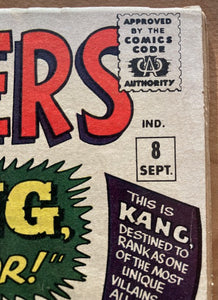 APPROVED
BY THE
COMICS
CODE
CA
AUTHORITY
ERS
IND.
8
SEPT.
G,
OR!"
THIS IS
KANG,
DESTINED TO
RANK AS ONE
OF THE MOST
UNIQUE
VILLAINS